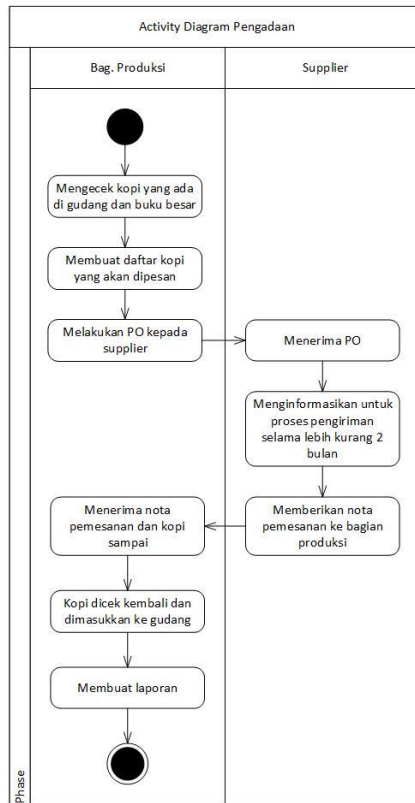 Activity Diagram Pengadaan
Bag. Produksi
Supplier
Mengecek kopi yang ada
di gudang dan buku besar
Membuat daftar kopi
yang akan dipesan
Melakukan PO kepada
supplier
Menerima PO
Menginformasikan untuk
proses pengiriman
selama lebih kurang 2
bulan
Memberikan nota
pemesanan ke bagian
produksi
Menerima nota
pemesanan dan kopi
sampai
Kopi dicek kembali dan
dimasukkan ke gudang
Membuat laporan
Phase